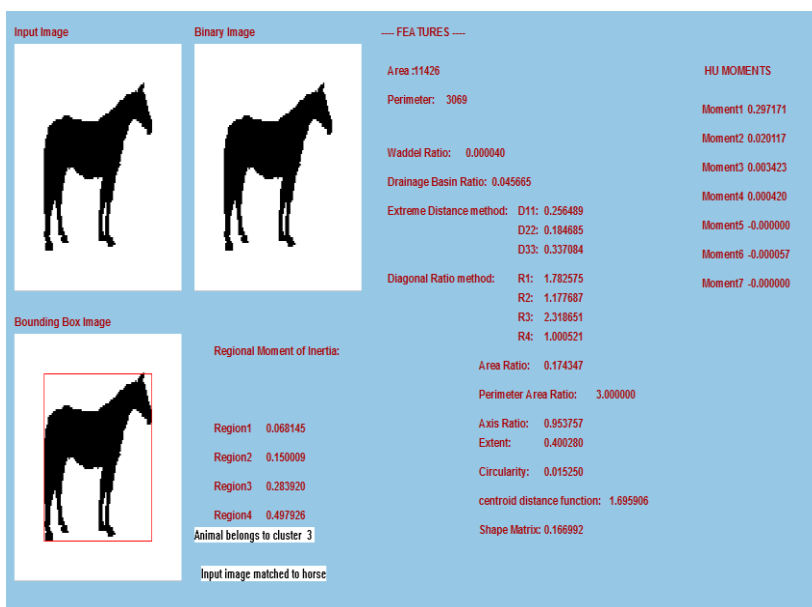 Input Image
Binary Image
---- FEATURES ----
Area :11426
Perimeter: 3069
Waddel Ratio: 0.000040
Drainage Basin Ratio: 0.045665
Extreme Distance method: D11: 0.256489
D22: 0.184685
D33: 0.337084
Diagonal Ratio method: R1: 1.782575
R2: 1.177687
R3: 2.318651
R4: 1.000521
Area Ratio: 0.174347
Perimeter Area Ratio: 3.000000
Axis Ratio: 0.953757
Extent: 0.400280
Circularity: 0.015250
centroid distance function: 1.695906
Shape Matrix: 0.166992
HU MOMENTS
Moment1 0.297171
Moment2 0.020117
Moment3 0.003423
Moment4 0.000420
Moment5 -0.000000
Moment6 -0.000057
Moment7 -0.000000
Bounding Box Image
Regional Moment of Inertia:
Region1 0.068145
Region2 0.150009
Region3 0.283920
Region4 0.497926
Animal belongs to cluster 3
Input image matched to horse